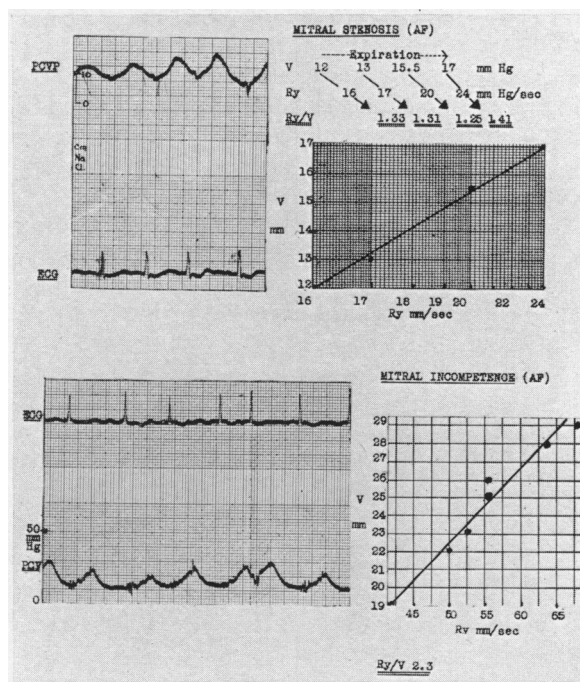 MITRAL STENOSIS (AF)
PCVP
Expiration
V 12 13 15.5 17 mm Hg
10
0
Ry 16 17 20 24 mm Hg/sec
Ry/V 1.33 1.31 1.25 1.41
Cm
Na
Cl
17
16
15
14
13
12
V
mm
ECG
16 17 18 19 20 22 24
Ry mm/sec
MITRAL INCOMPETENCE (AF)
ECG
29
28
27
26
25
24
23
22
21
20
19
V
mm
50
mm
Hg
PCV
0
45 50 55 60 65
Rv mm/sec
Ry/V 2.3